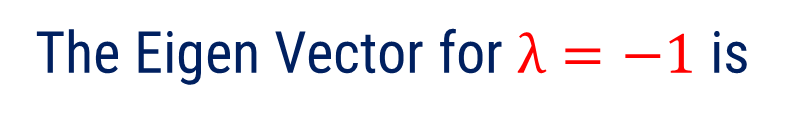 The Eigen Vector for λ = −1 is